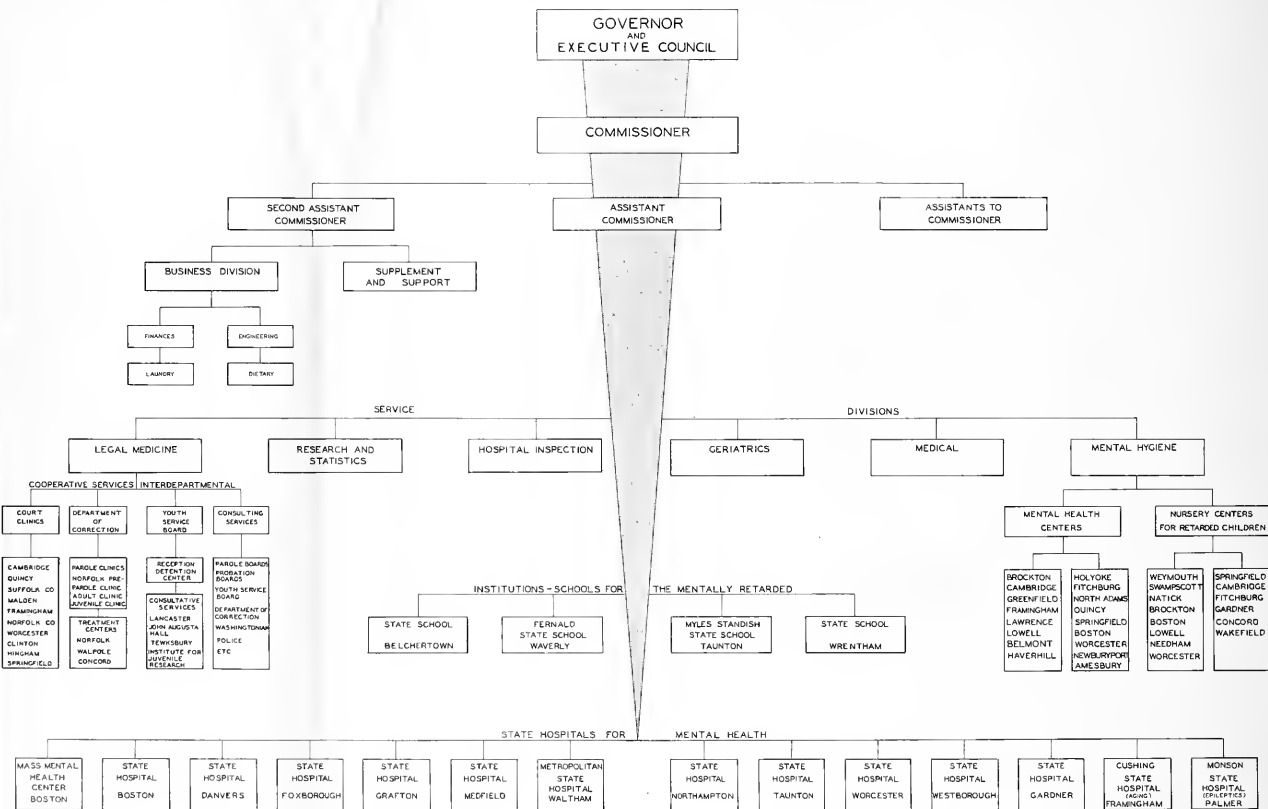 GOVERNOR
AND
EXECUTIVE COUNCIL
COMMISSIONER
SECOND ASSISTANT
COMMISSIONER
ASSISTANT
COMMISSIONER
ASSISTANTS TO
COMMISSIONER
BUSINESS DIVISION
SUPPLEMENT
AND SUPPORT
FINANCES
ENGINEERING
LAUNDRY
DIETARY
SERVICE DIVISIONS
LEGAL MEDICINE
RESEARCH AND
STATISTICS
HOSPITAL INSPECTION
GERIATRICS
MEDICAL
MENTAL HYGIENE
COOPERATIVE SERVICES INTERDEPARTMENTAL
COURT
CLINICS
DEPARTMENT
OF
CORRECTION
YOUTH
SERVICE
BOARD
CONSULTING
SERVICES
CAMBRIDGE
QUINCY
SUFFOLK CO
MALDEN
FRAMINGHAM
NORFOLK CO
WORCESTER
CLINTON
HINGHAM
SPRINGFIELD
PAROLE CLINICS
NORFOLK PRE-
PAROLE CLINIC
ADULT CLINIC
JUVENILE CLINIC
TREATMENT
CENTERS
NORFOLK
WALPOLE
CONCORD
RECEPTION
DETENTION
CENTER
CONSULTATIVE
SERVICES
LANCASTER
JOHN AUGUSTA
HALL
TEWKSBURY
INSTITUTE FOR
JUVENILE
RESEARCH
PAROLE BOARDS
PROBATION
BOARDS
YOUTH SERVICE
BOARD
DEPARTMENT OF
CORRECTION
WASHINGTONIAN
POLICE
ETC
MENTAL HEALTH
CENTERS
NURSERY CENTERS
FOR RETARDED CHILDREN
BROCKTON
CAMBRIDGE
GREENFIELD
FRAMINGHAM
LAWRENCE
LOWELL
BELMONT
HAVERHILL
HOLYOKE
FITCHBURG
NORTH ADAMS
QUINCY
SPRINGFIELD
BOSTON
WORCESTER
NEWBURYPORT
AMESBURY
WEYMOUTH
SWAMPSCOTT
NATICK
BROCKTON
BOSTON
LOWELL
NEEDHAM
WORCESTER
SPRINGFIELD
CAMBRIDGE
FITCHBURG
GARDNER
CONCORD
WAKEFIELD
INSTITUTIONS - SCHOOLS FOR THE MENTALLY RETARDED
STATE SCHOOL
BELCHERTOWN
FERNALD
STATE SCHOOL
WAVERLY
MYLES STANDISH
STATE SCHOOL
TAUNTON
STATE SCHOOL
WRENTHAM
STATE HOSPITALS FOR MENTAL HEALTH
MASS MENTAL
HEALTH
CENTER
BOSTON
STATE
HOSPITAL
BOSTON
STATE
HOSPITAL
DANVERS
STATE
HOSPITAL
FOXBOROUGH
STATE
HOSPITAL
GRAFTON
STATE
HOSPITAL
MEDFIELD
METROPOLITAN
STATE
HOSPITAL
WALTHAM
STATE
HOSPITAL
NORTHAMPTON
STATE
HOSPITAL
TAUNTON
STATE
HOSPITAL
WORCESTER
STATE
HOSPITAL
WESTBOROUGH
STATE
HOSPITAL
GARDNER
CUSHING
STATE
HOSPITAL
(AGING)
FRAMINGHAM
MONSON
STATE
HOSPITAL
(EPILEPTICS)
PALMER